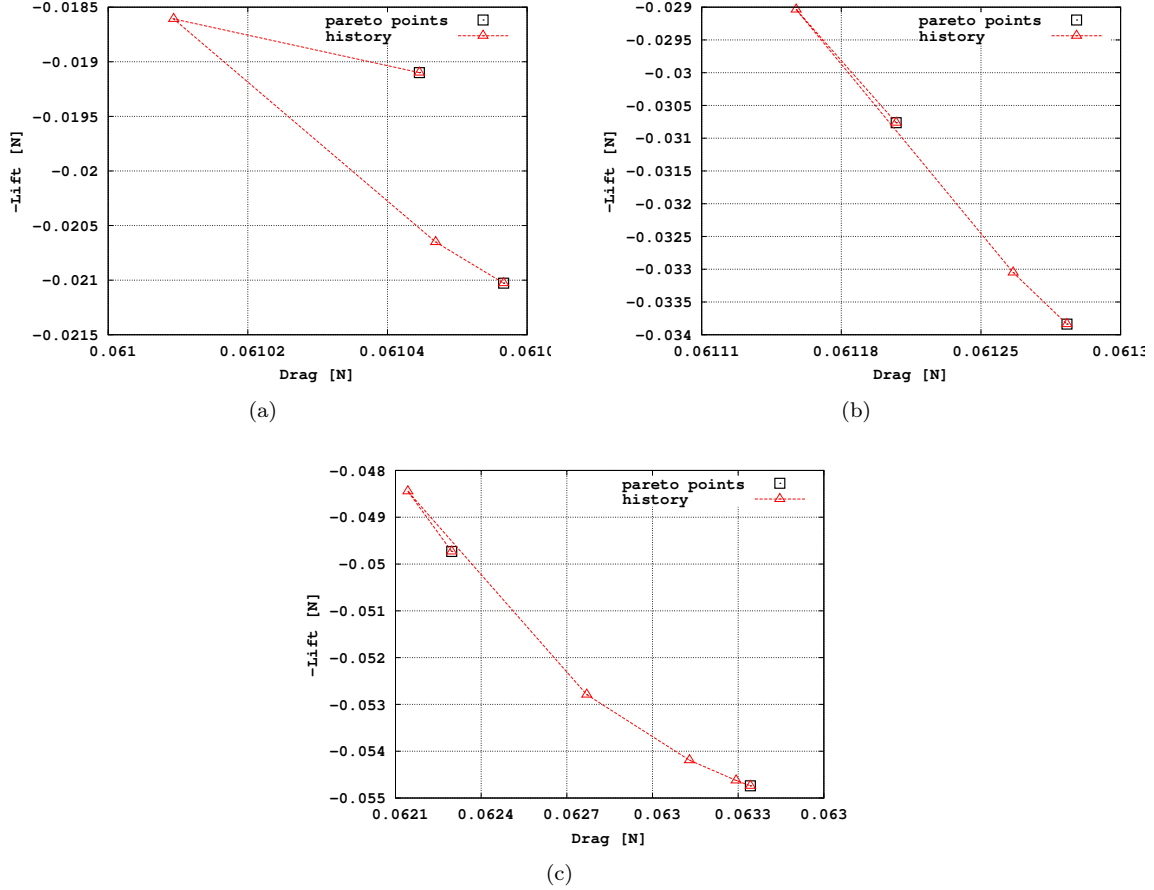 pareto points
history
-Lift [N]
−0.0185
−0.019
−0.0195
−0.02
−0.0205
−0.021
−0.0215
0.061
0.06102
0.06104
0.0610
Drag [N]
(a)
pareto points
history
-Lift [N]
−0.029
−0.03
−0.0305
−0.031
−0.0315
−0.032
−0.0325
−0.033
−0.0335
−0.034
0.06111
0.06118
0.06125
0.0613
Drag [N]
(b)
pareto points
history
−Lift [N]
−0.048
−0.049
−0.05
−0.051
−0.052
−0.053
−0.054
−0.055
0.0621
0.0624
0.0627
0.063
0.0633
0.063
Drag [N]
(c)